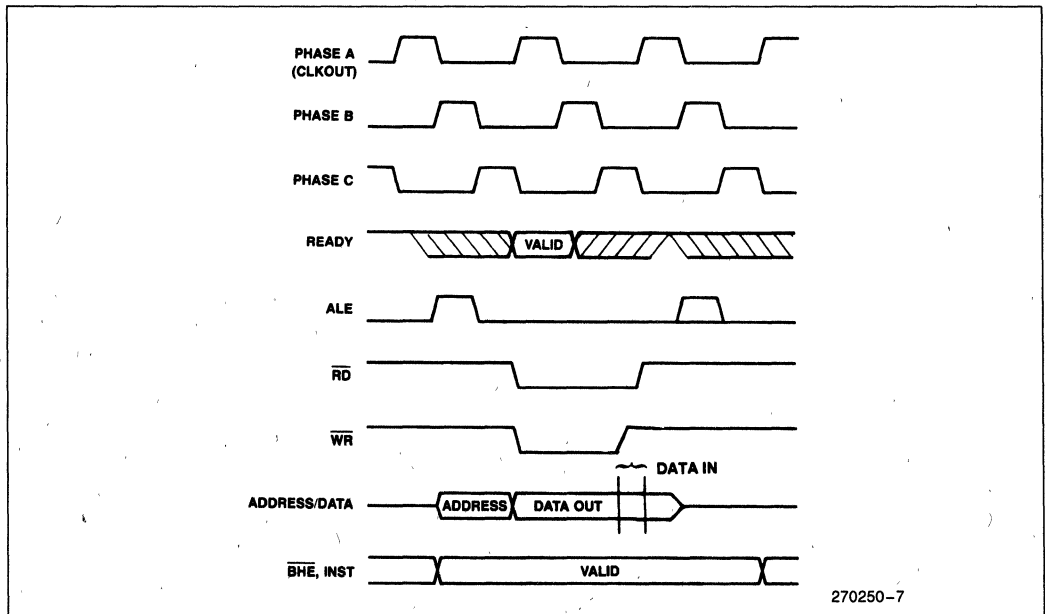 PHASE A
(CLKOUT)
PHASE B
PHASE C
READY
VALID
ALE
RD
WR
DATA IN
ADDRESS/DATA
ADDRESS
DATA OUT
BHE, INST
VALID
270250-7